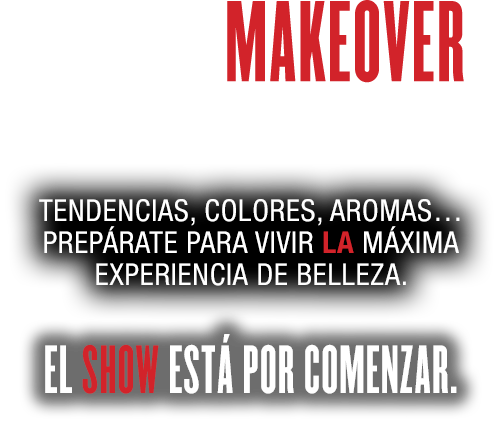 MAKEOVER
TENDENCIAS, COLORES, AROMAS...
PREPÁRATE PARA VIVIR LA MÁXIMA
EXPERIENCIA DE BELLEZA.
EL SHOW ESTÁ POR COMENZAR.